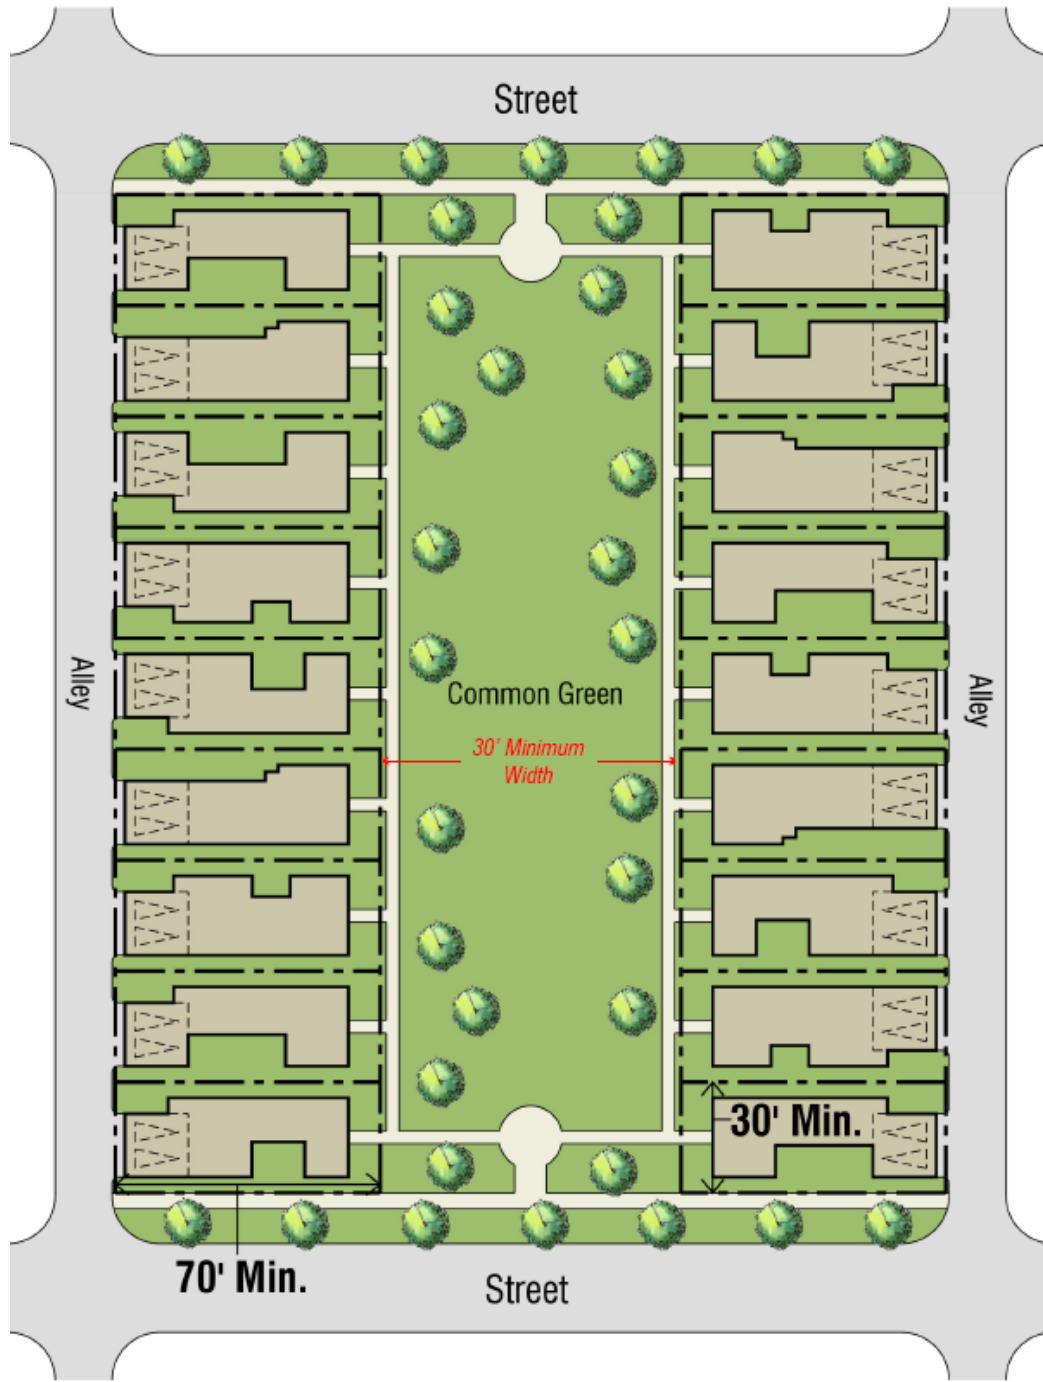 Street
Alley
Common Green
Alley
30' Minimum
Width
30' Min.
70' Min.
Street